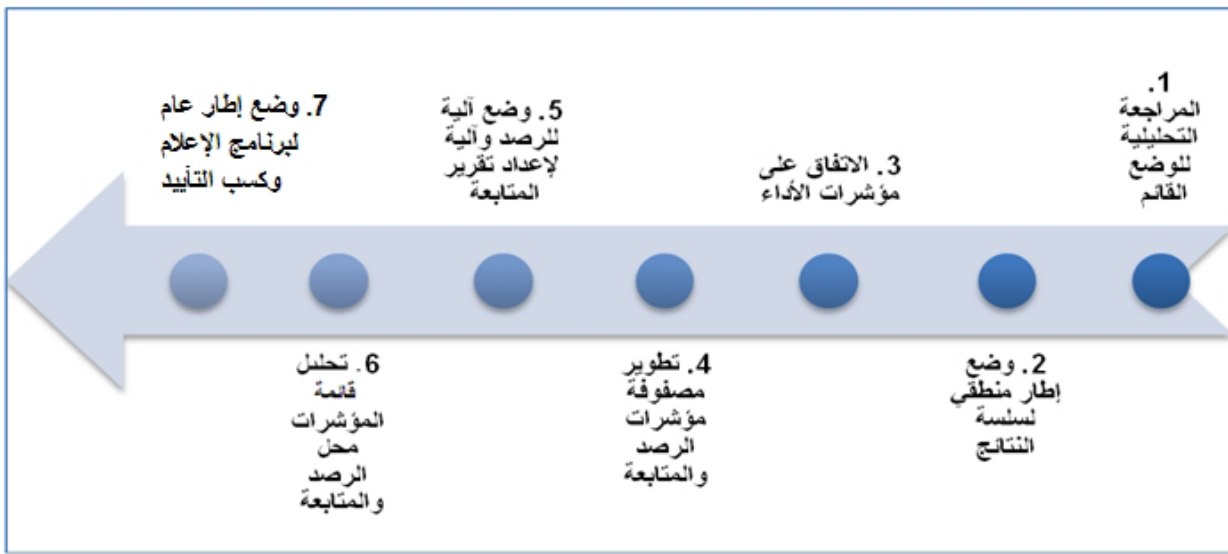 1.
المراجعة
التحليلية
للوضع
القائم
2. وضع
إطار منطقي
لسلسة
النتائج
3. الاتفاق على
مؤشرات الأداء
4. تطوير
مصفوفة
مؤشرات
الرصد
والمتابعة
5. وضع آلية
للرصد وآلية
لإعداد تقرير
المتابعة
6. تحليل
قائمة
المؤشرات
محل
الرصد
والمتابعة
7. وضع إطار عام
لبرنامج الإعلام
وكسب التأييد